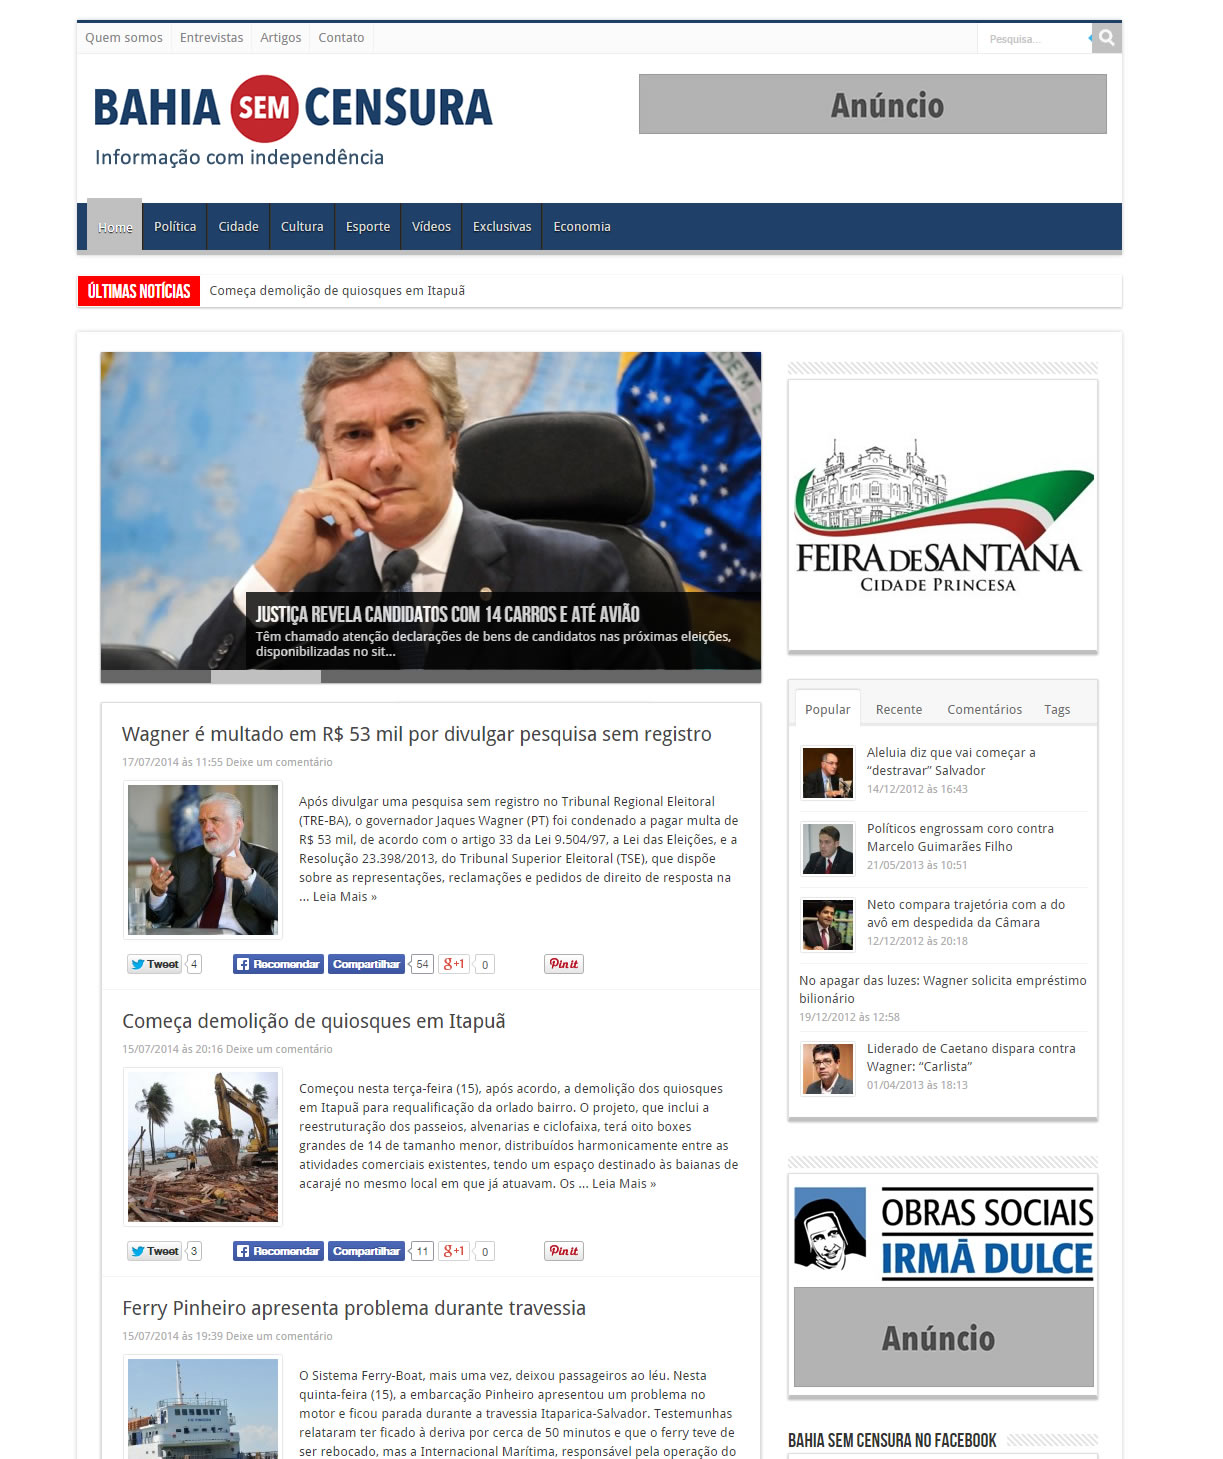 Quem somos Entrevistas Artigos Contato
Pesquisa...
BAHIA SEM CENSURA
Informação com independência
Anúncio
Home Política Cidade Cultura Esporte Vídeos Exclusivas Economia
ÚLTIMAS NOTÍCIAS Começa demolição de quiosques em Itapuã
JUSTIÇA REVELA CANDIDATOS COM 14 CARROS E ATÉ AVIÃO
Têm chamado atenção declarações de bens de candidatos nas próximas eleições,
disponibilizadas no sit...
Wagner é multado em R$ 53 mil por divulgar pesquisa sem registro
17/07/2014 às 11:55 Deixe um comentário
Após divulgar uma pesquisa sem registro no Tribunal Regional Eleitoral
(TRE-BA), o governador Jaques Wagner (PT) foi condenado a pagar multa de
R$ 53 mil, de acordo com o artigo 33 da Lei 9.504/97, a Lei das Eleições, e a
Resolução 23.398/2013, do Tribunal Superior Eleitoral (TSE), que dispõe
sobre as representações, reclamações e pedidos de direito de resposta na
... Leia Mais »
Tweet 4 Recomendar Compartilhar 54 g+1 0 Pin it
Começa demolição de quiosques em Itapuã
15/07/2014 às 20:16 Deixe um comentário
Começou nesta terça-feira (15), após acordo, a demolição dos quiosques
em Itapuã para requalificação da orlado bairro. O projeto, que inclui a
reestruturação dos passeios, alvenarias e ciclofaixa, terá oito boxes
grandes de 14 de tamanho menor, distribuídos harmonicamente entre as
atividades comerciais existentes, tendo um espaço destinado às baianas de
acarajé no mesmo local em que já atuavam. Os ... Leia Mais »
Tweet 3 Recomendar Compartilhar 11 g+1 0 Pin it
Ferry Pinheiro apresenta problema durante travessia
15/07/2014 às 19:39 Deixe um comentário
O Sistema Ferry-Boat, mais uma vez, deixou passageiros ao léu. Nesta
quinta-feira (15), a embarcação Pinheiro apresentou um problema no
motor e ficou parada durante a travessia Itaparica-Salvador. Testemunhas
relataram ter ficado à deriva por cerca de 50 minutos e que o ferry teve de
ser rebocado, mas a Internacional Marítima, responsável pela operação do
FEIRA DE SANTANA
CIDADE PRINCESA
Popular Recente Comentários Tags
Aleluia diz que vai começar a
“destravar” Salvador
14/12/2012 às 16:43
Políticos engrossam coro contra
Marcelo Guimarães Filho
21/05/2013 às 10:51
Neto compara trajetória com a do
avô em despedida da Câmara
12/12/2012 às 20:18
No apagar das luzes: Wagner solicita empréstimo
bilionário
19/12/2012 às 12:58
Liderado de Caetano dispara contra
Wagner: “Carlista”
01/04/2013 às 18:13
OBRAS SOCIAIS
IRMÃ DULCE
Anúncio
BAHIA SEM CENSURA NO FACEBOOK